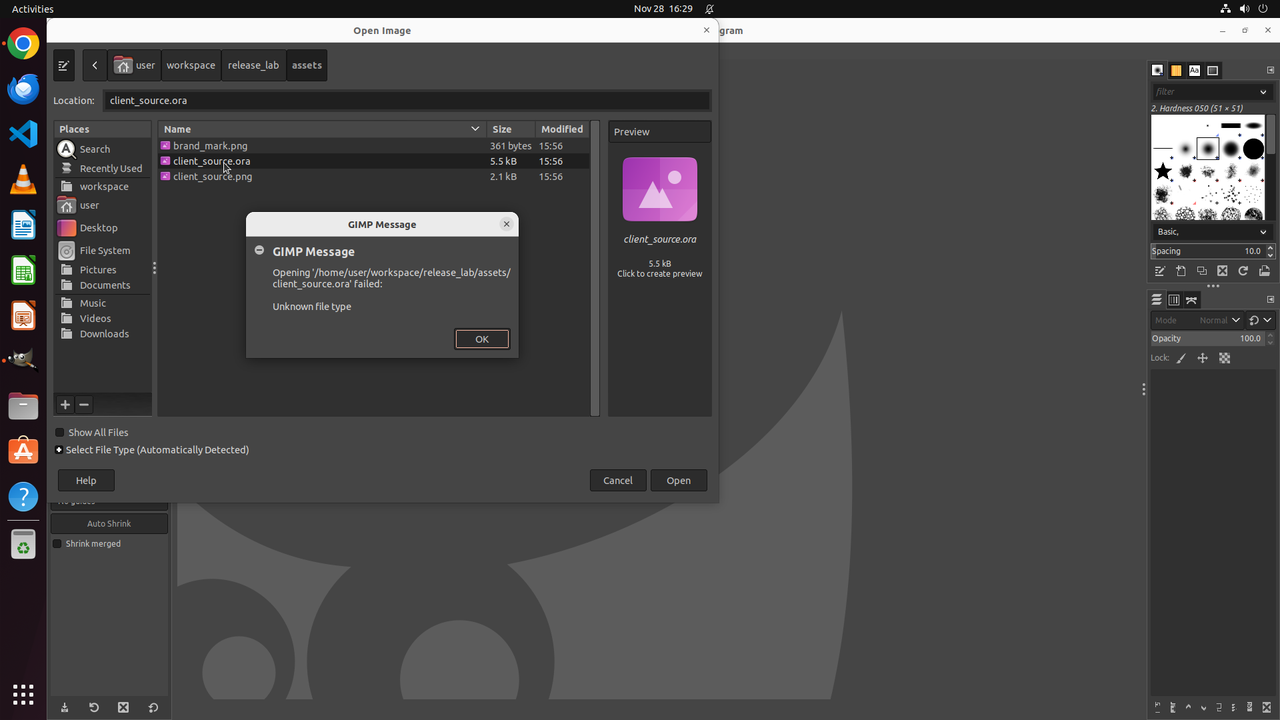 Activities
Nov 28 16:29
Open Image
gram
user
workspace
release_lab
assets
Location:
client_source.ora
Places
Search
Recently Used
workspace
user
Desktop
File System
Pictures
Documents
Music
Videos
Downloads
Name Size Modified
brand_mark.png 361 bytes 15:56
client_source.ora 5.5 kB 15:56
client_source.png 2.1 kB 15:56
Preview
client_source.ora
5.5 kB
Click to create preview
GIMP Message
GIMP Message
Opening '/home/user/workspace/release_lab/assets/
client_source.ora' failed:
Unknown file type
OK
Show All Files
Select File Type (Automatically Detected)
Help
Cancel
Open
Auto Shrink
Shrink merged
Aa
filter
2. Hardness 050 (51 × 51)
Basic,
Spacing 10.0
Mode Normal
Opacity 100.0
Lock: